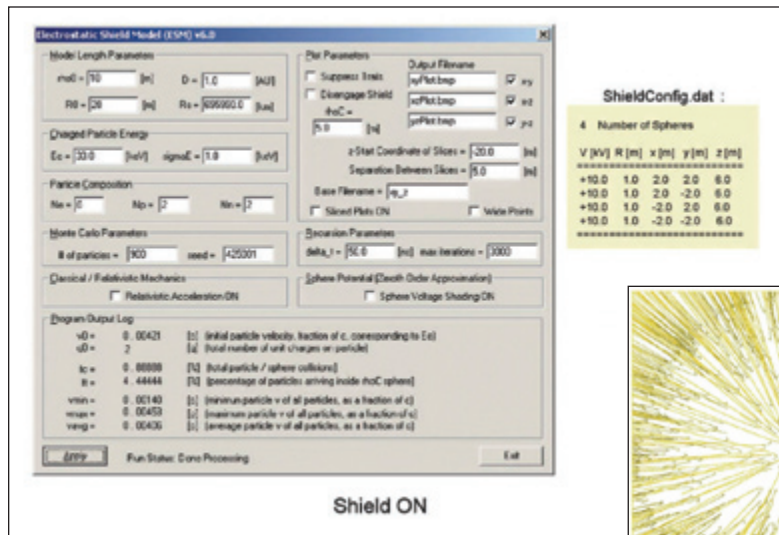 Electrostatic Shield Model (ESM) v6.0
Model Length Parameters
rho0 = 10 [m] D = 1.0 [AU]
R0 = 20 [m] Rs = [km]
Charged Particle Energy
Ec = 33.0 [keV] sigmaE = 1.0 [keV]
Particle Composition
Ne = 0 Np = 2 Nn = 2
Monte Carlo Parameters
# of particles = 900 seed = 425001
Classical / Relativistic Mechanics
Relativistic Acceleration ON
Plot Parameters
Suppress Trails
Disengage Shield
rhoC =
5.0 [m]
Output Filename
xyPlot.bmp x-y
xzPlot.bmp x-z
yzPlot.bmp y-z
z-Start Coordinate of Slices = -20.0 [m]
Separation Between Slices = 5.0 [m]
Base Filename = xy_z
Sliced Plots ON Wide Points
Recursion Parameters
delta_t = 50.0 [ns] max iterations = 3000
Sphere Potential (Zeroth Order Approximation)
Sphere Voltage Shading ON
Program Output Log
v0 = 0.00421 [c] (initial particle velocity, fraction of c, corresponding to Ec)
q0 = 2 [q] (total number of unit charges on particle)
fc = 0.88888 [%] (total particle / sphere collisions)
fl = 4.44444 [%] (percentage of particles arriving inside rhoC sphere)
vmin = 0.00140 [c] (minimum particle v of all particles, as a fraction of c)
vmax = 0.00453 [c] (maximum particle v of all particles, as a fraction of c)
vavg = 0.00406 [c] (average particle v of all particles, as a fraction of c)
Apply Run Status: Done Processing Exit
Shield ON
ShieldConfig.dat :
4 Number of Spheres
V [kV] R [m] x [m] y [m] z [m]
+10.0 1.0 2.0 2.0 6.0
+10.0 1.0 2.0 -2.0 6.0
+10.0 1.0 -2.0 2.0 6.0
+10.0 1.0 -2.0 -2.0 6.0
==============================